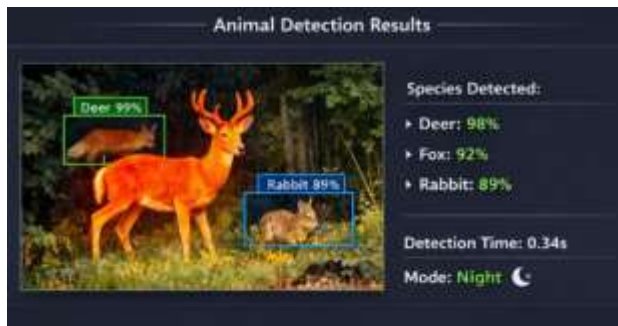 Animal Detection Results
Deer 99%
Rabbit 89%
Species Detected:
Deer: 98%
Fox: 92%
Rabbit: 89%
Detection Time: 0.34s
Mode: Night